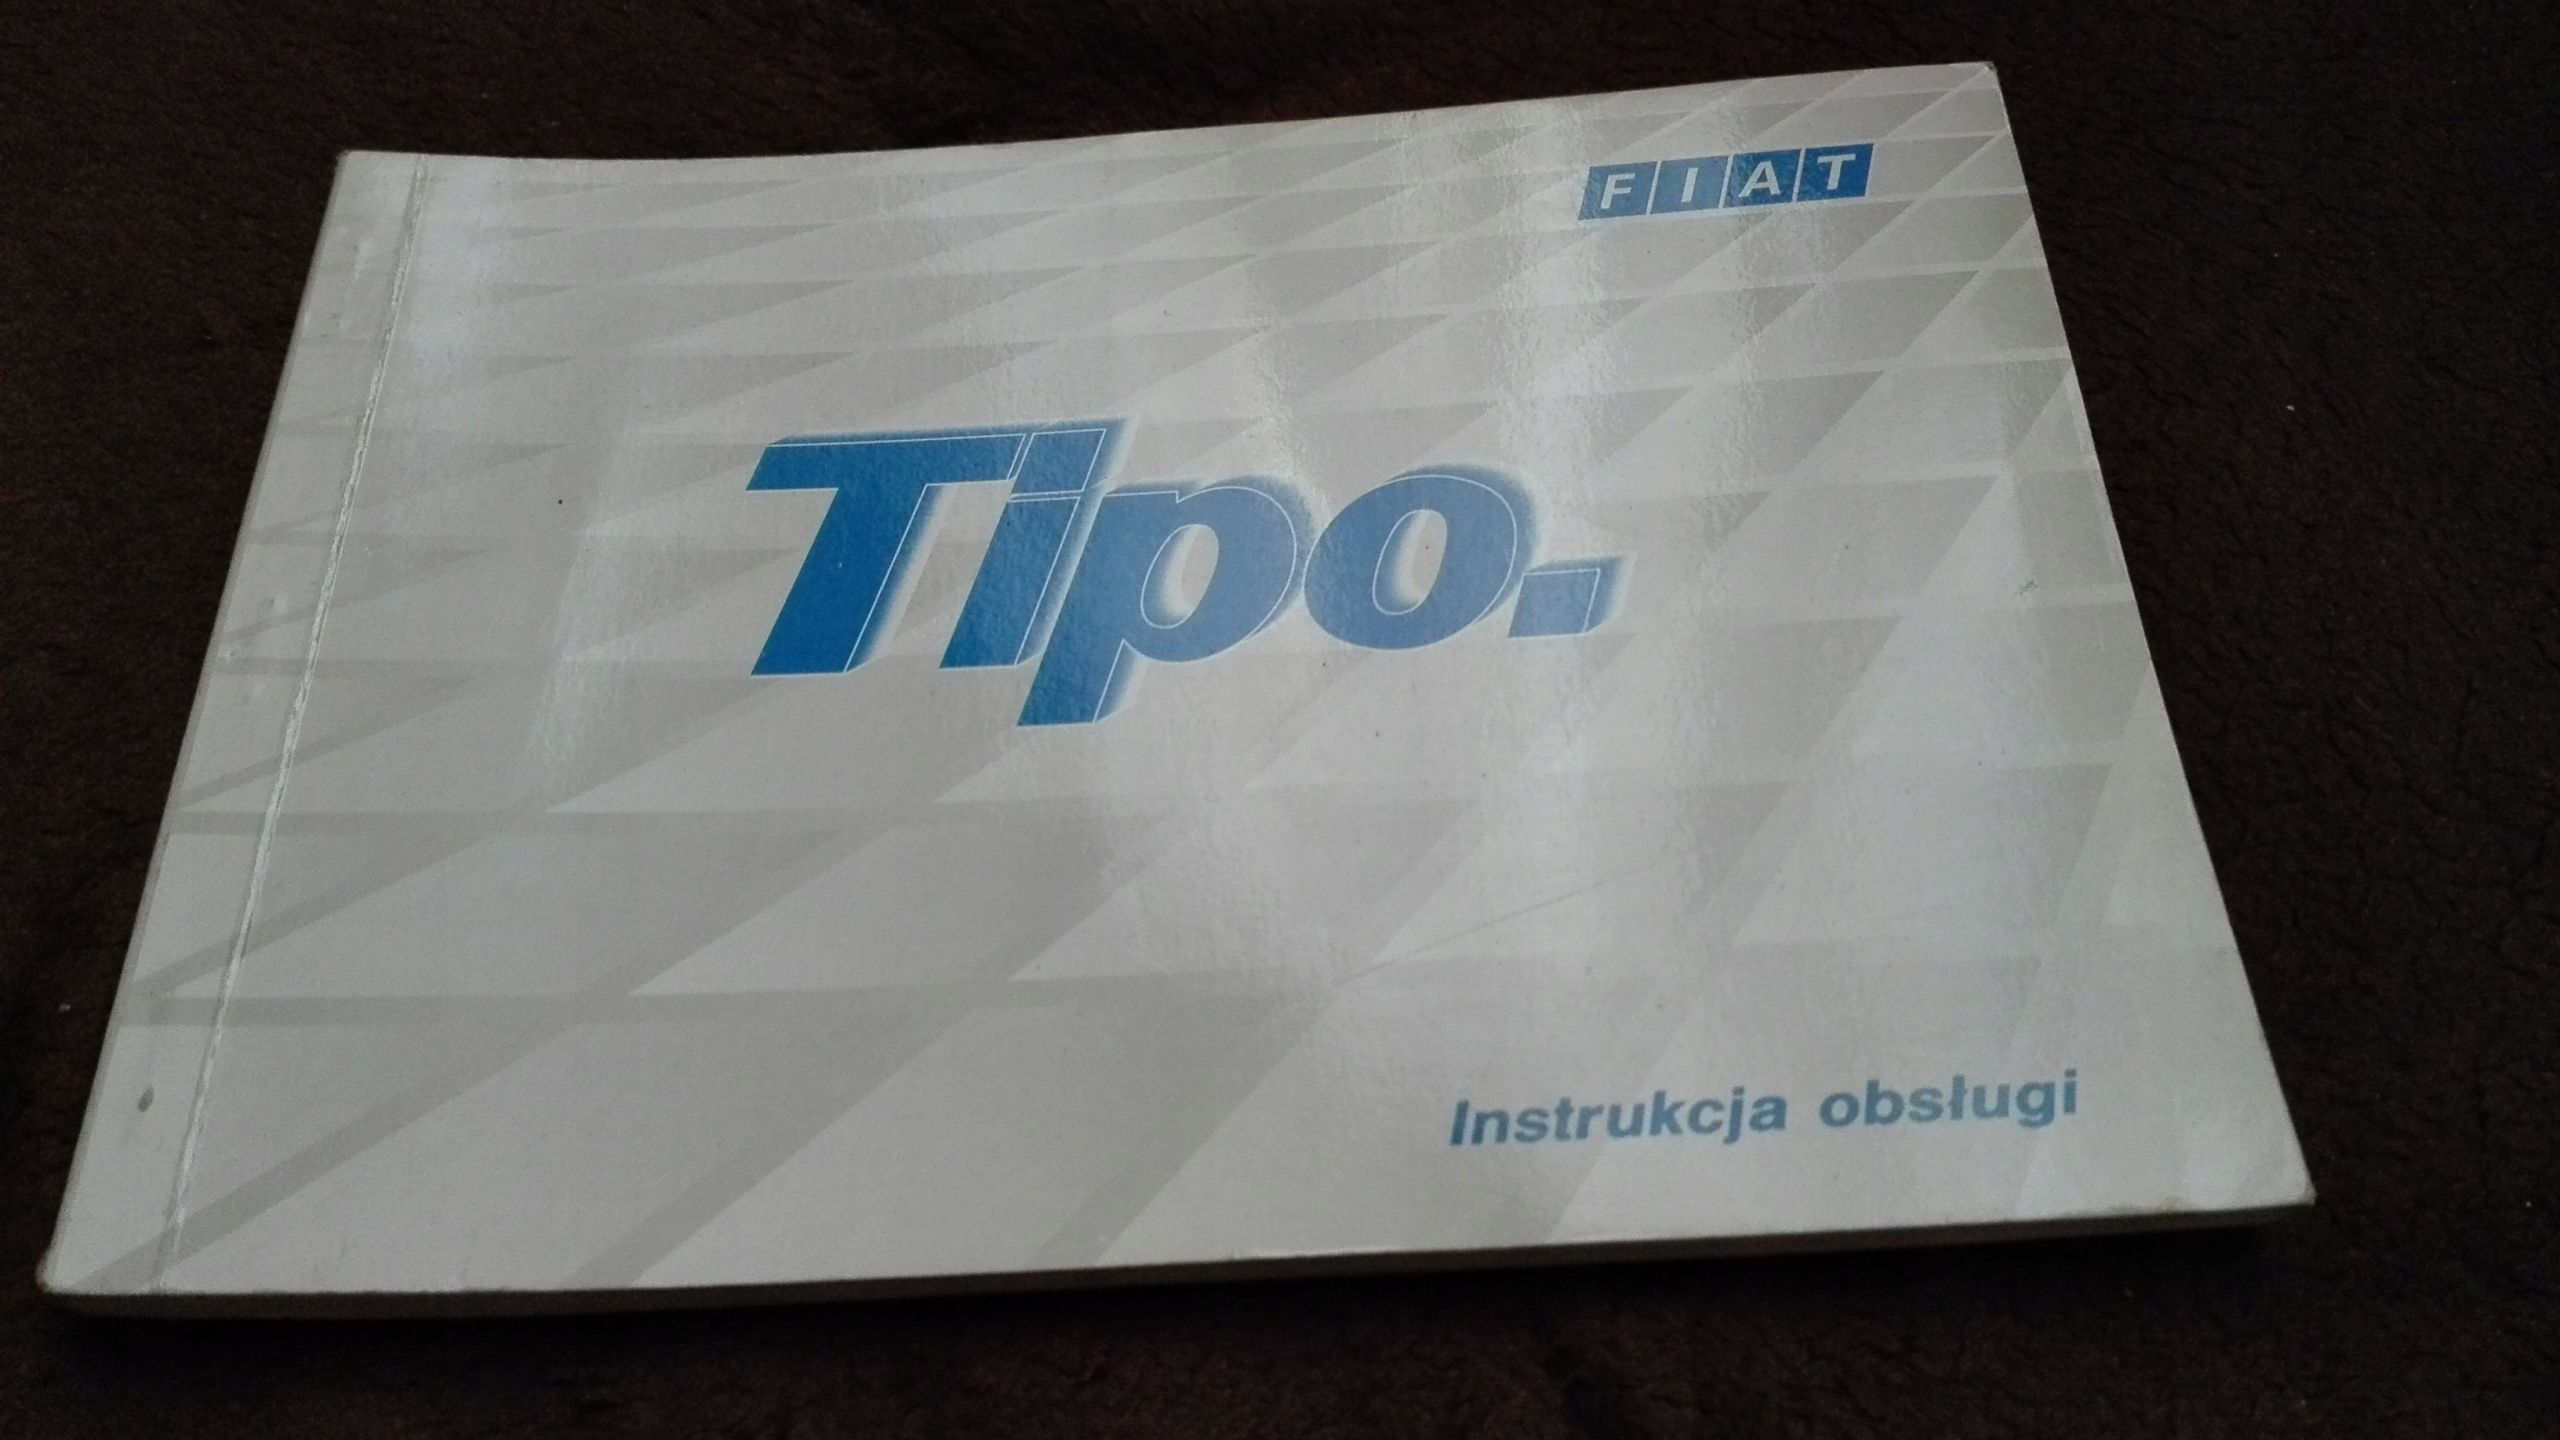 FIAT
Tipo.
Instrukcja obsługi